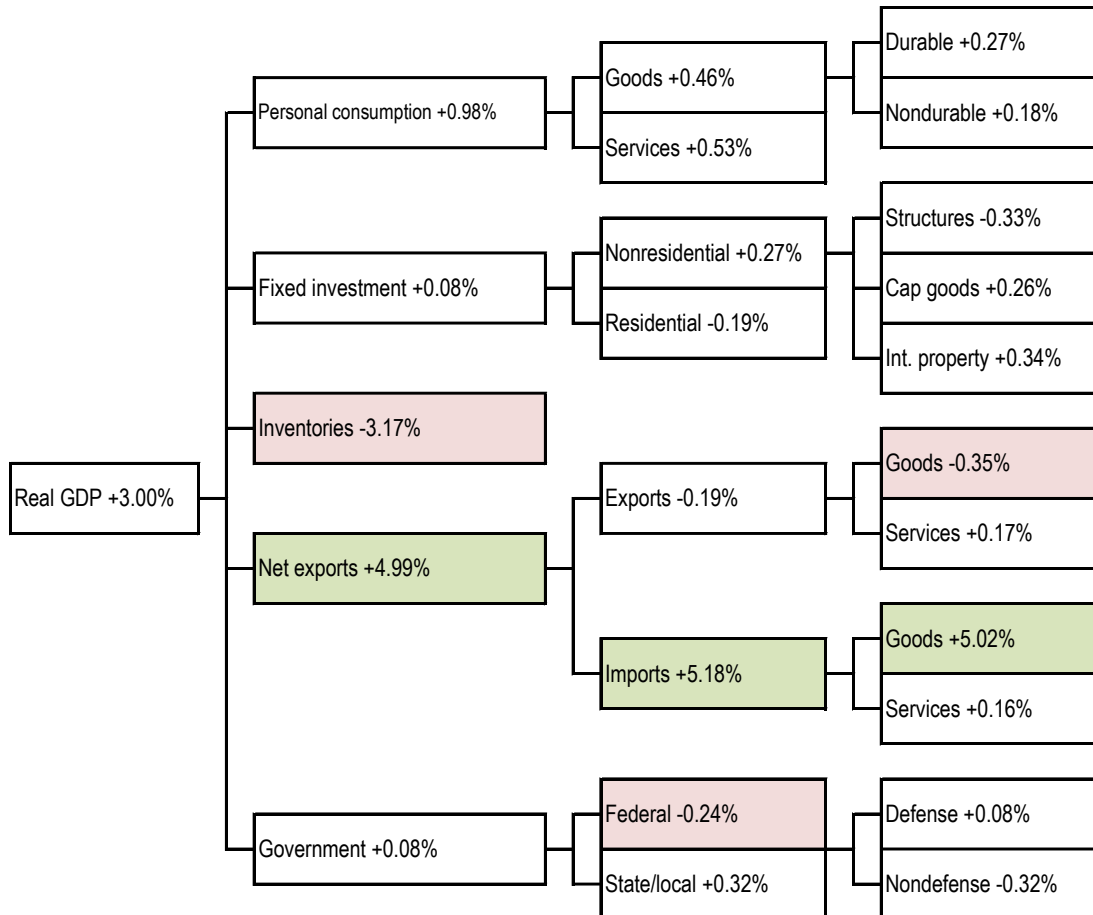 Real GDP +3.00%
Personal consumption +0.98%
Goods +0.46%
Durable +0.27%
Nondurable +0.18%
Services +0.53%
Fixed investment +0.08%
Nonresidential +0.27%
Structures -0.33%
Cap goods +0.26%
Int. property +0.34%
Residential -0.19%
Inventories -3.17%
Net exports +4.99%
Exports -0.19%
Goods -0.35%
Services +0.17%
Imports +5.18%
Goods +5.02%
Services +0.16%
Government +0.08%
Federal -0.24%
Defense +0.08%
Nondefense -0.32%
State/local +0.32%